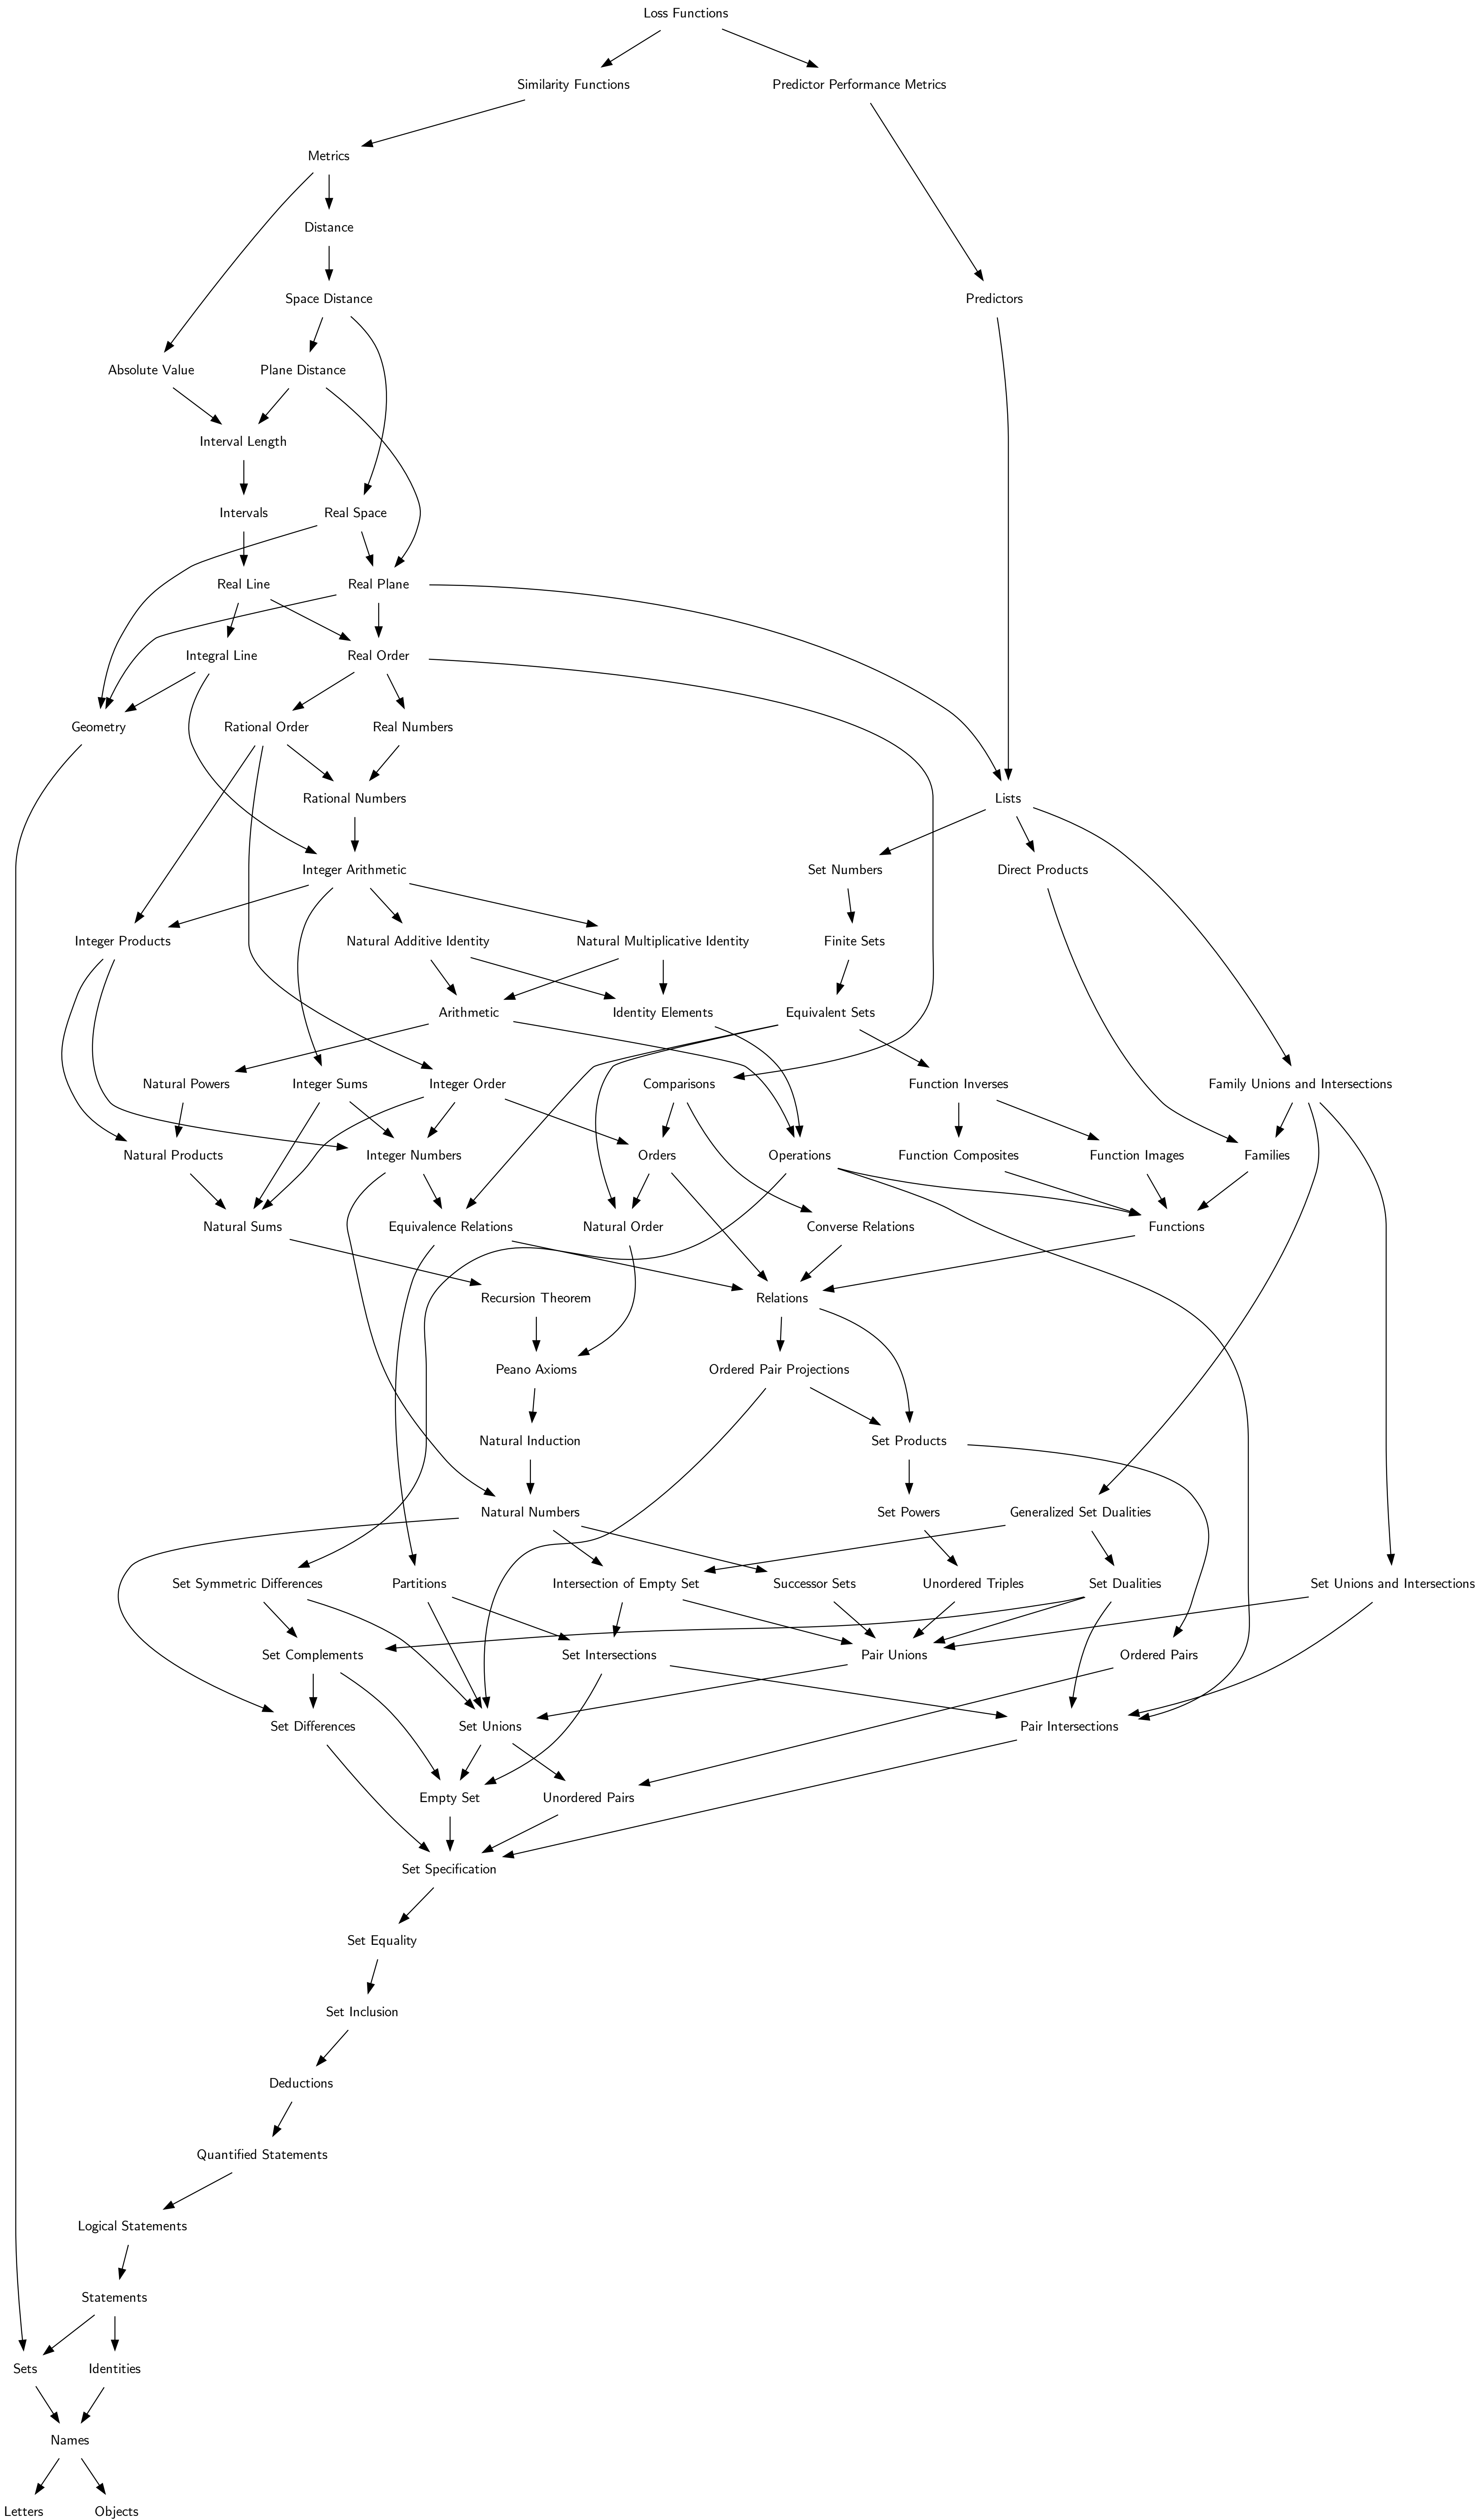 Loss Functions
Similarity Functions
Predictor Performance Metrics
Metrics
Distance
Space Distance
Predictors
Absolute Value
Plane Distance
Interval Length
Intervals
Real Space
Real Line
Real Plane
Integral Line
Real Order
Geometry
Rational Order
Real Numbers
Rational Numbers
Lists
Integer Arithmetic
Set Numbers
Direct Products
Integer Products
Natural Additive Identity
Natural Multiplicative Identity
Finite Sets
Arithmetic
Identity Elements
Equivalent Sets
Natural Powers
Integer Sums
Integer Order
Comparisons
Function Inverses
Family Unions and Intersections
Natural Products
Integer Numbers
Orders
Operations
Function Composites
Function Images
Families
Natural Sums
Equivalence Relations
Natural Order
Converse Relations
Functions
Recursion Theorem
Relations
Peano Axioms
Ordered Pair Projections
Natural Induction
Set Products
Natural Numbers
Set Powers
Generalized Set Dualities
Set Symmetric Differences
Partitions
Intersection of Empty Set
Successor Sets
Unordered Triples
Set Dualities
Set Unions and Intersections
Set Complements
Set Intersections
Pair Unions
Ordered Pairs
Set Differences
Set Unions
Pair Intersections
Empty Set
Unordered Pairs
Set Specification
Set Equality
Set Inclusion
Deductions
Quantified Statements
Logical Statements
Statements
Sets
Identities
Names
Letters
Objects